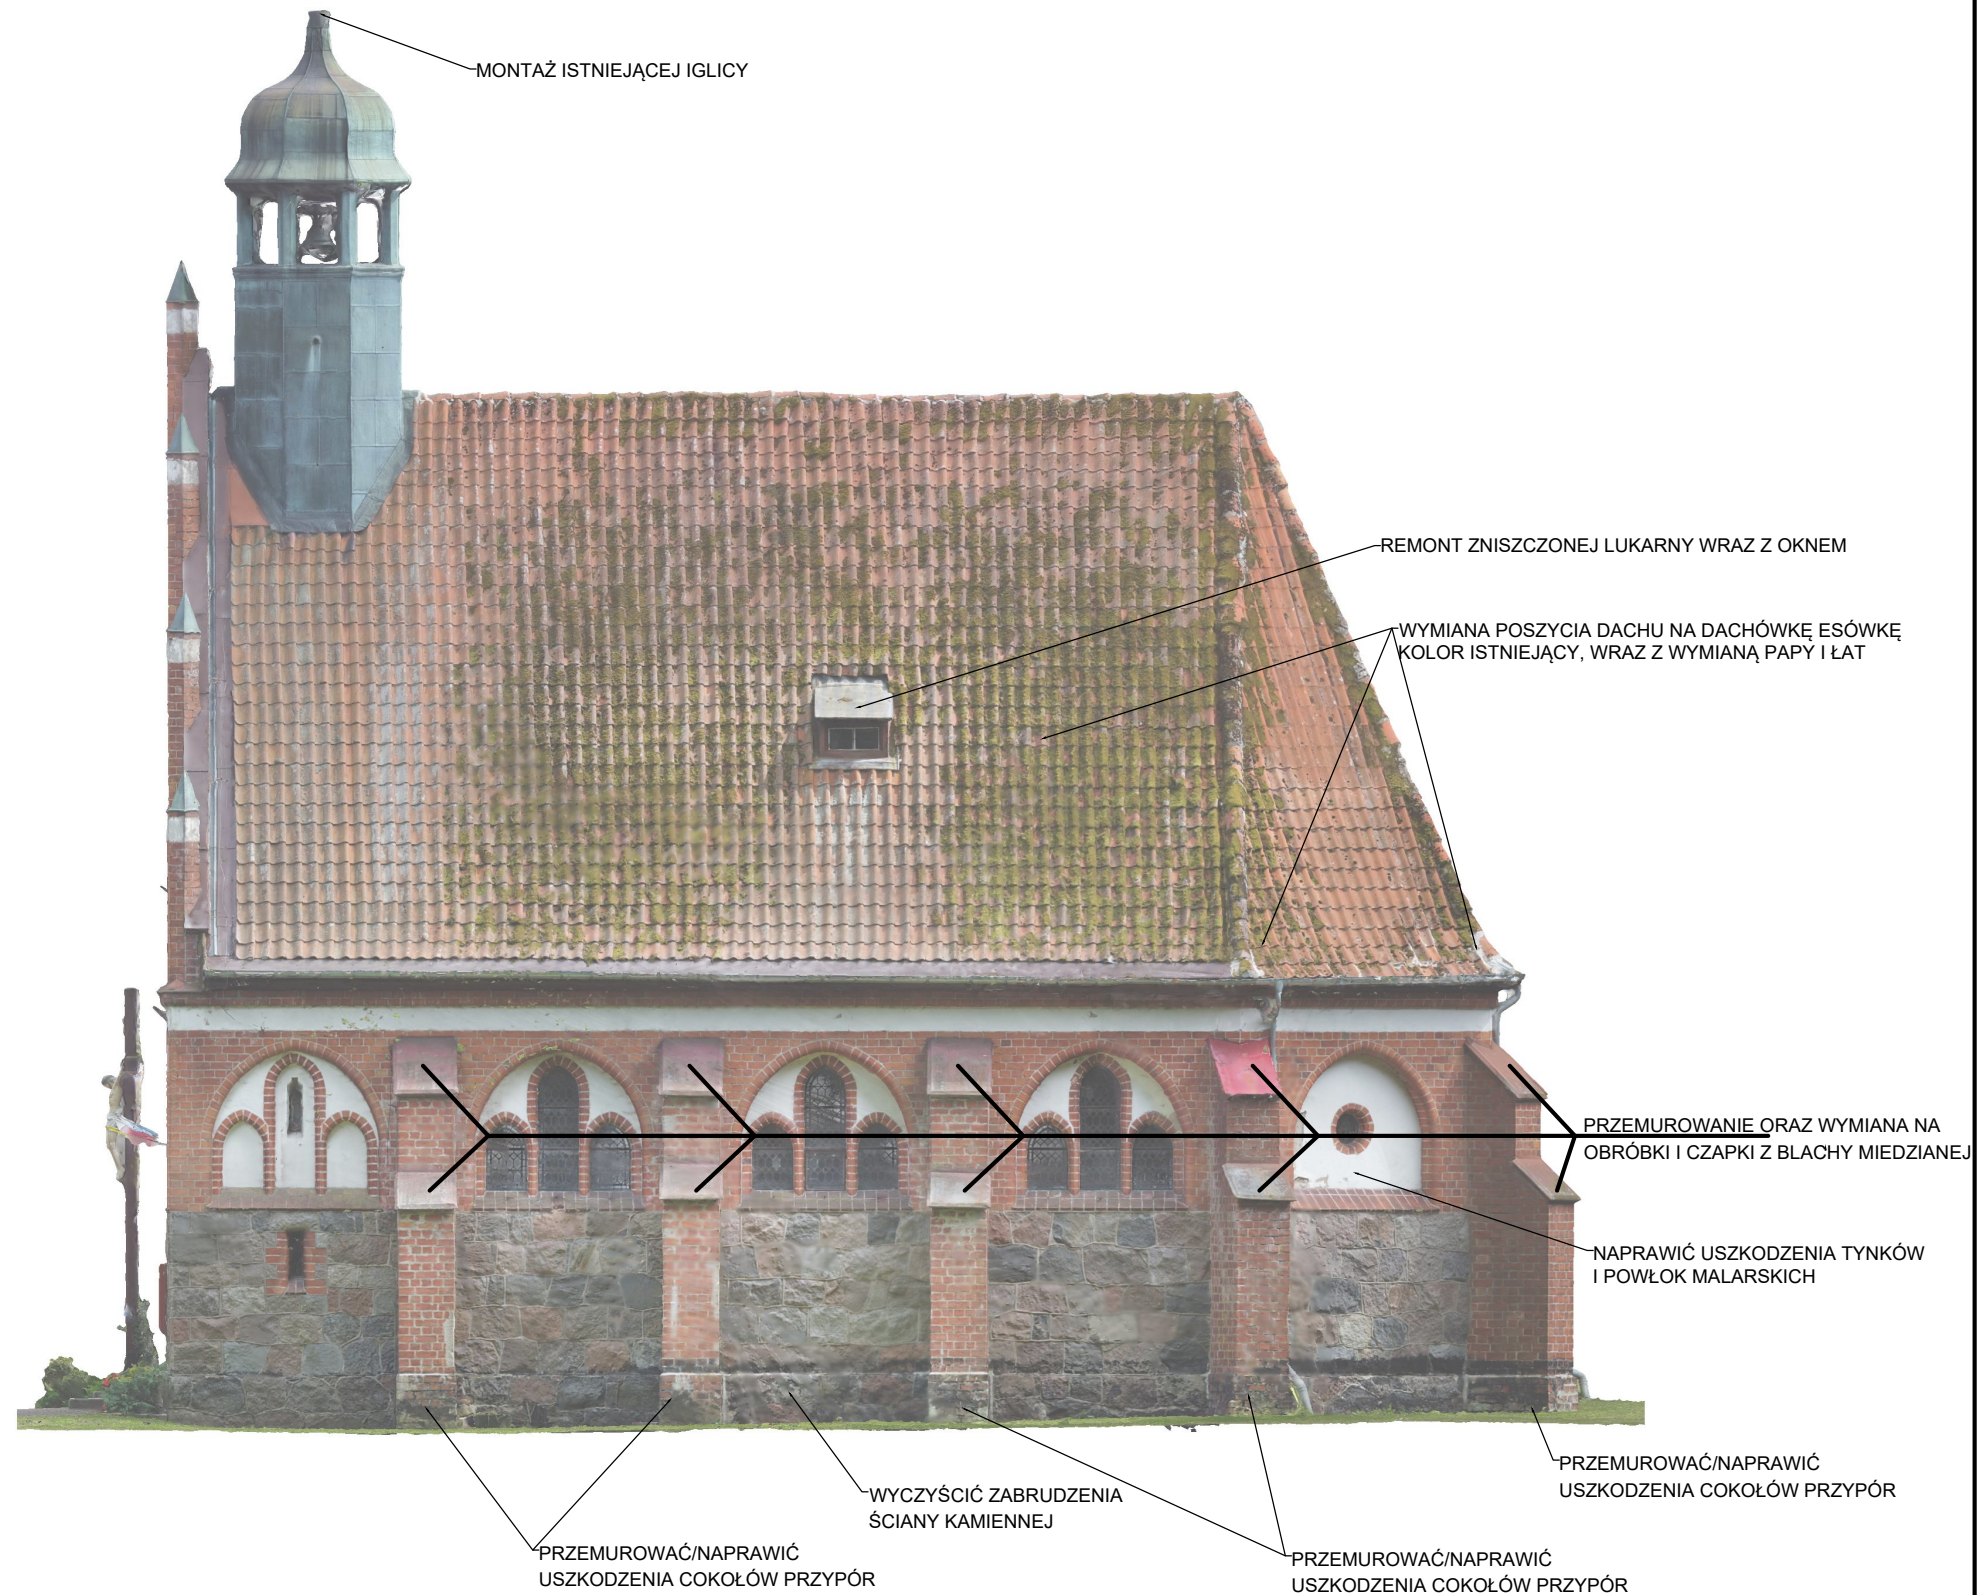 MONTAŻ ISTNIEJĄCEJ IGLICY
REMONT ZNISZCZONEJ LUKARNY WRAZ Z OKNEM
WYMIANA POSZYCIA DACHU NA DACHÓWKĘ ESÓWKĘ
KOLOR ISTNIEJĄCY, WRAZ Z WYMIANĄ PAPY I ŁAT
PRZEMUROWANIE ORAZ WYMIANA NA
OBRÓBKI I CZAPKI Z BLACHY MIEDZIANEJ
NAPRAWIĆ USZKODZENIA TYNKÓW
I POWŁOK MALARSKICH
PRZEMUROWAĆ/NAPRAWIĆ
USZKODZENIA COKOŁÓW PRZYPÓR
WYCZYŚCIĆ ZABRUDZENIA
ŚCIANY KAMIENNEJ
PRZEMUROWAĆ/NAPRAWIĆ
USZKODZENIA COKOŁÓW PRZYPÓR
PRZEMUROWAĆ/NAPRAWIĆ
USZKODZENIA COKOŁÓW PRZYPÓR